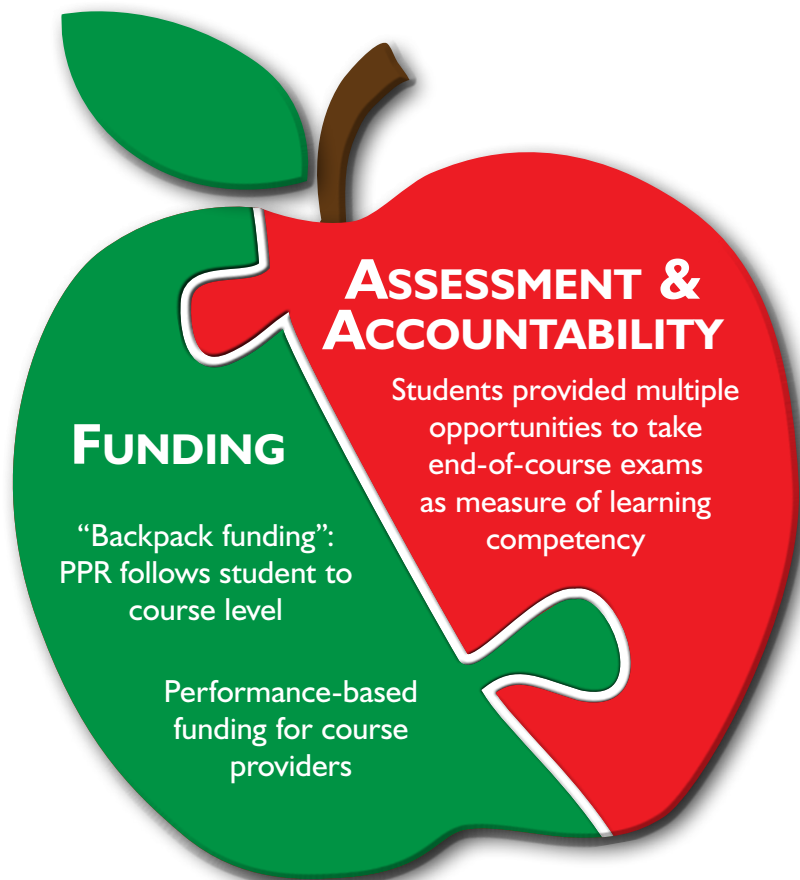 ASSESSMENT &
ACCOUNTABILITY
Students provided multiple
opportunities to take
end-of-course exams
as measure of learning
competency
FUNDING
“Backpack funding”:
PPR follows student to
course level
Performance-based
funding for course
providers